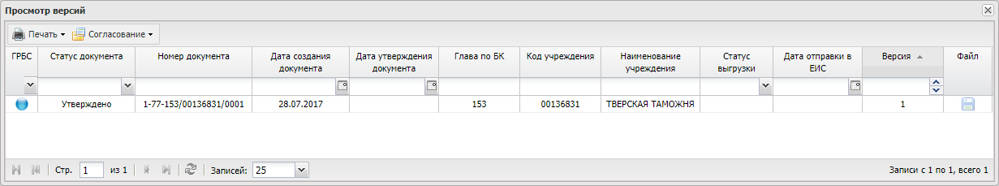 Просмотр версий
Печать Согласование
ГРБС Статус документа Номер документа Дата создания документа Дата утверждения документа Глава по БК Код учреждения Наименование учреждения Статус выгрузки Дата отправки в ЕИС Версия Файл
Утверждено 1-77-153/00136831/0001 28.07.2017 153 00136831 ТВЕРСКАЯ ТАМОЖНЯ 1
Стр. 1 из 1 Записей: 25 Записи с 1 по 1, всего 1